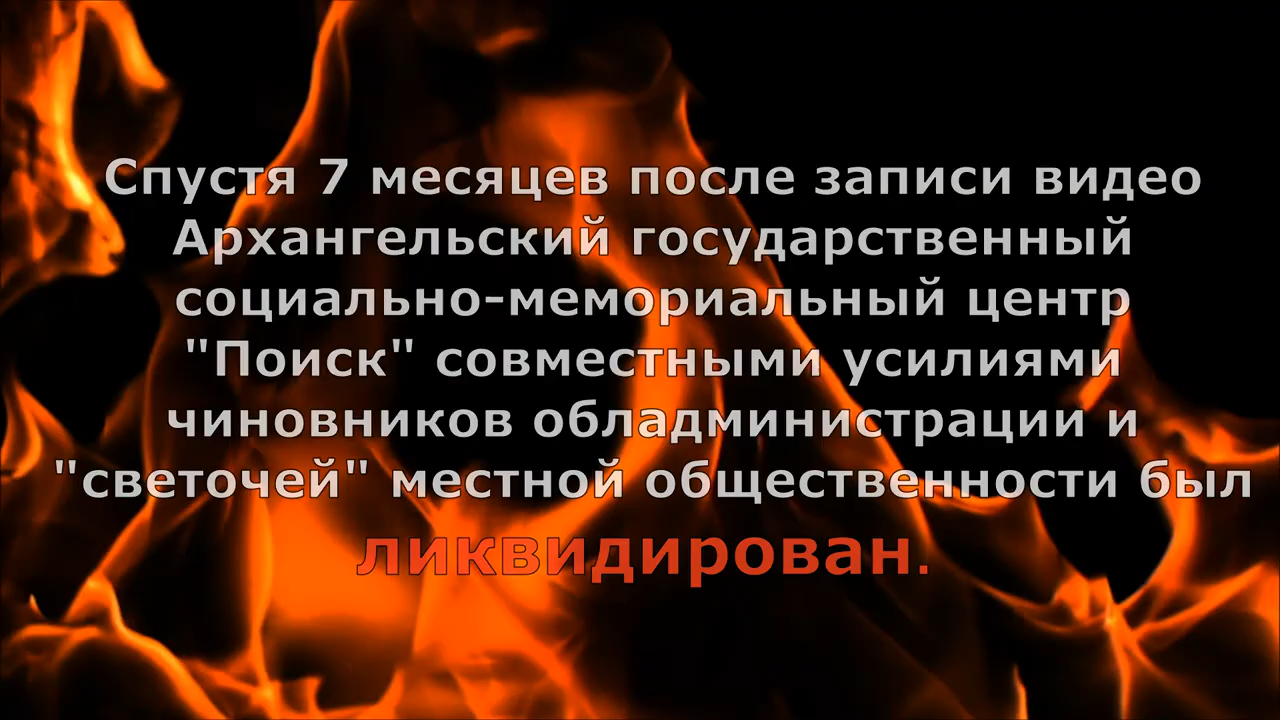 Спустя 7 месяцев после записи видео
Архангельский государственный
социально-мемориальный центр
"Поиск" совместными усилиями
чиновников обладминистрации и
"светочей" местной общественности был
ликвидирован.